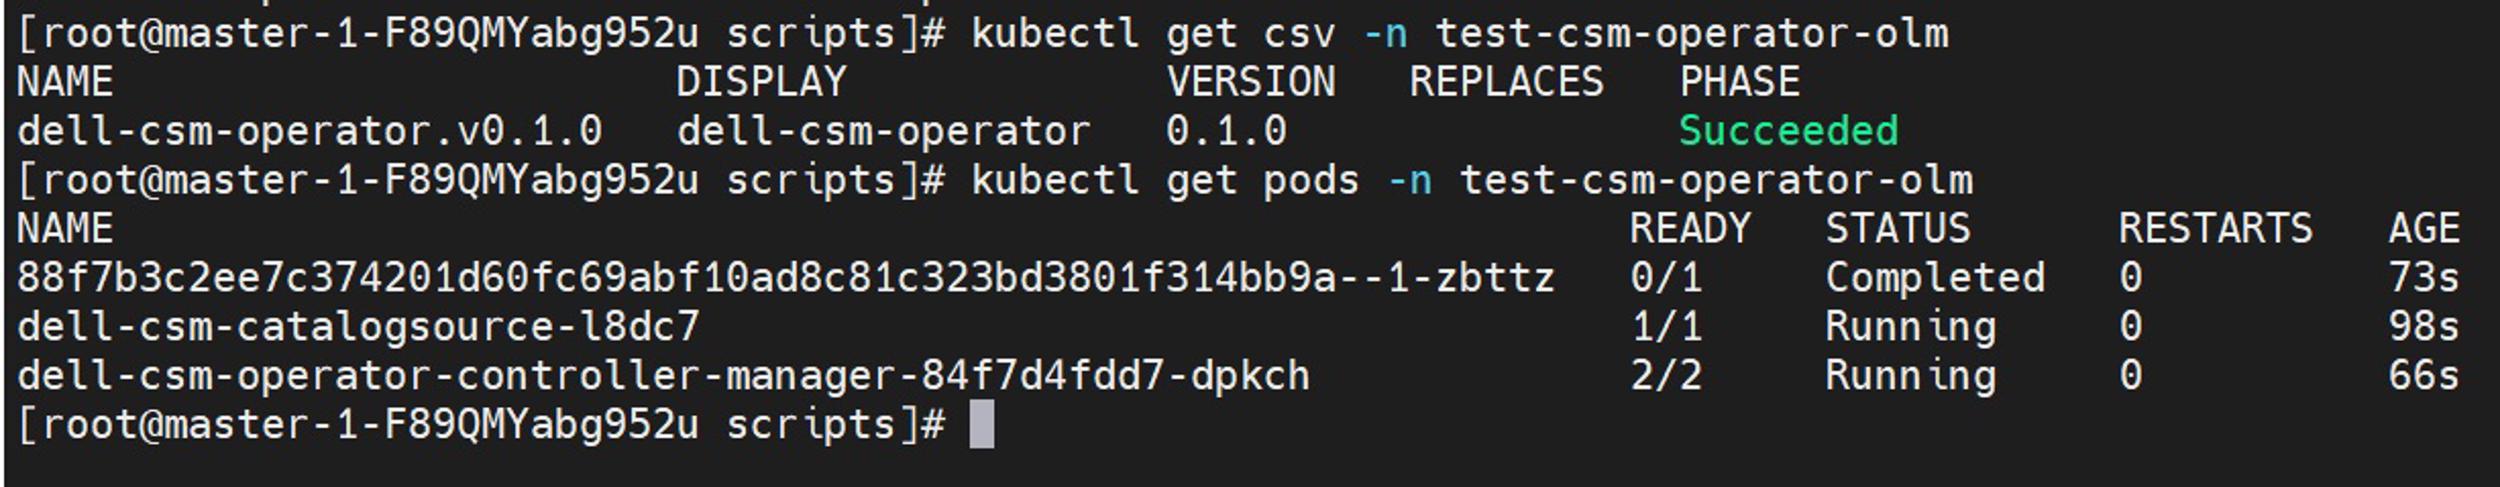 [root@master-1-F89QMYabg952u scripts]# kubectl get csv -n test-csm-operator-olm
NAME                       DISPLAY             VERSION   REPLACES   PHASE
dell-csm-operator.v0.1.0   dell-csm-operator   0.1.0                Succeeded
[root@master-1-F89QMYabg952u scripts]# kubectl get pods -n test-csm-operator-olm
NAME                                                              READY   STATUS      RESTARTS   AGE
88f7b3c2ee7c374201d60fc69abf10ad8c81c323bd3801f314bb9a--1-zbttz   0/1     Completed   0          73s
dell-csm-catalogsource-l8dc7                                      1/1     Running     0          98s
dell-csm-operator-controller-manager-84f7d4fdd7-dpkch             2/2     Running     0          66s
[root@master-1-F89QMYabg952u scripts]#